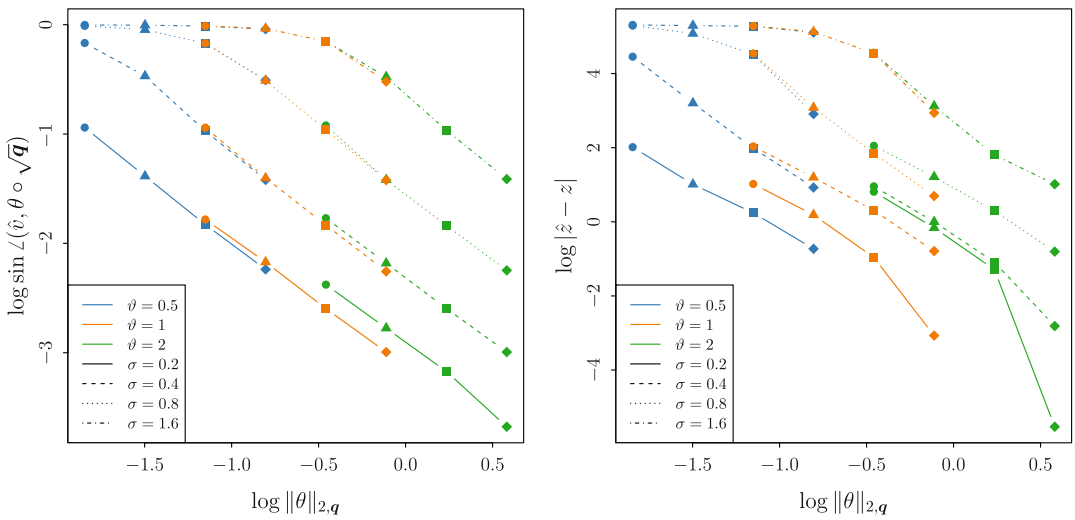 log sin ∠(v̂, θ ∘ √q)
0
−1
−2
−3
ϑ = 0.5
ϑ = 1
ϑ = 2
σ = 0.2
σ = 0.4
σ = 0.8
σ = 1.6
−1.5 −1.0 −0.5 0.0 0.5
log ‖θ‖2,q
log |ẑ − z|
4
2
0
−2
−4
ϑ = 0.5
ϑ = 1
ϑ = 2
σ = 0.2
σ = 0.4
σ = 0.8
σ = 1.6
−1.5 −1.0 −0.5 0.0 0.5
log ‖θ‖2,q